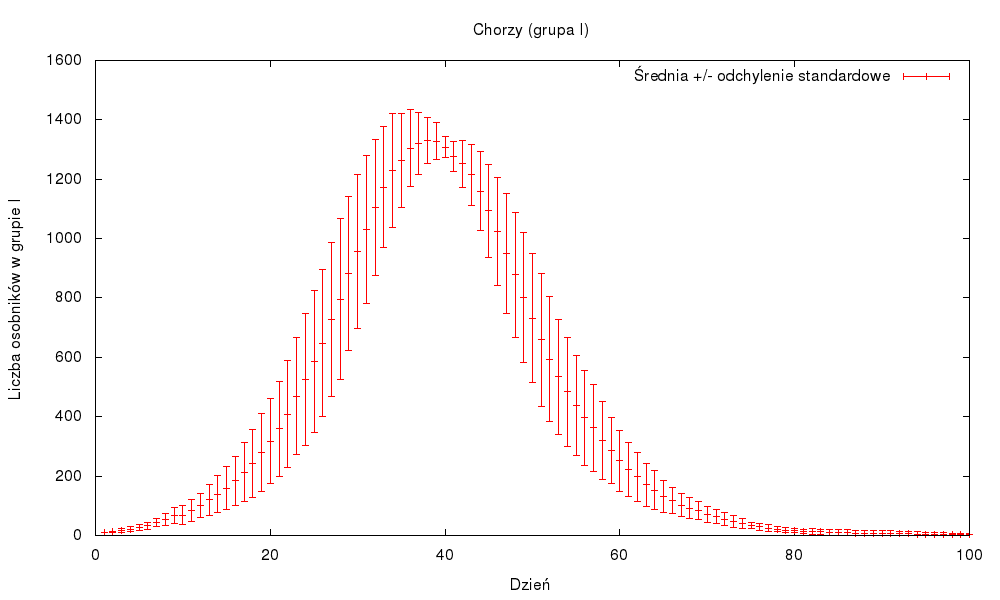 Chorzy (grupa I)
1600
1400
1200
1000
800
600
400
200
0
Średnia +/- odchylenie standardowe
Liczba osobników w grupie I
0 20 40 60 80 100
Dzień